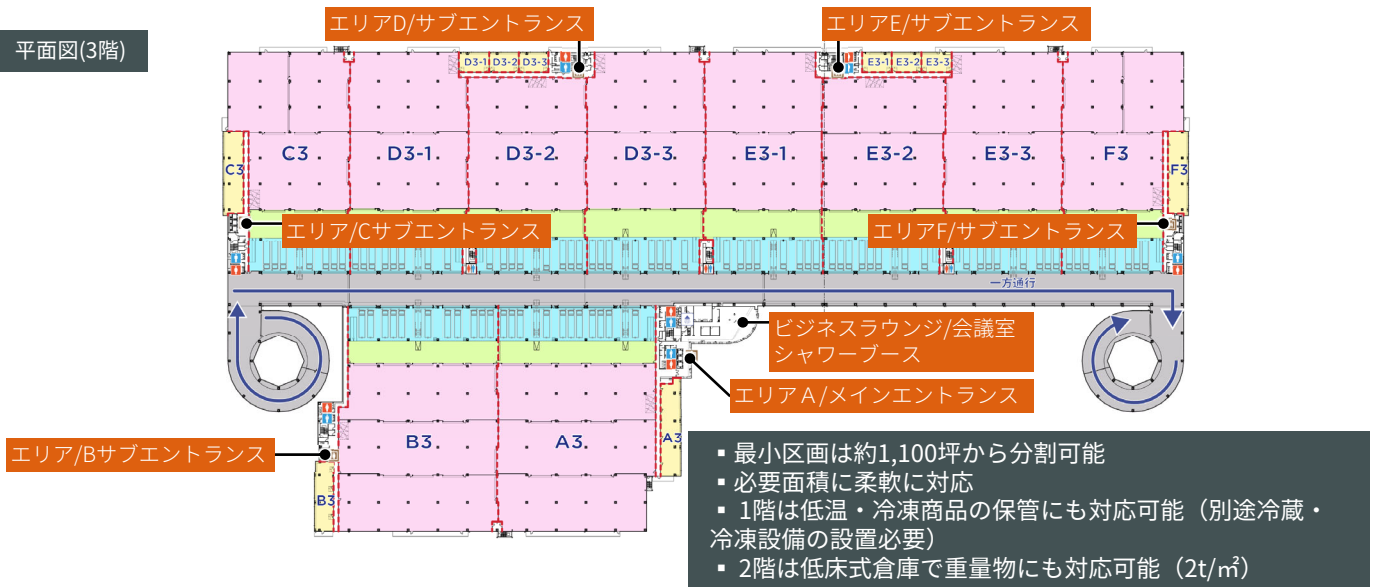 エリアD/サブエントランス
エリアE/サブエントランス
平面図(3階)
D3-1 D3-2 D3-3
E3-1 E3-2 E3-3
C3 D3-1 D3-2 D3-3 E3-1 E3-2 E3-3 F3
C3
F3
エリア/Cサブエントランス
エリアF/サブエントランス
一方通行
ビジネスラウンジ/会議室
シャワーブース
エリアA/メインエントランス
B3 A3
A3
エリア/Bサブエントランス
B3
▪ 最小区画は約1,100坪から分割可能
▪ 必要面積に柔軟に対応
▪ 1階は低温・冷凍商品の保管にも対応可能（別途冷蔵・
冷凍設備の設置必要）
▪ 2階は低床式倉庫で重量物にも対応可能（2t/㎡）